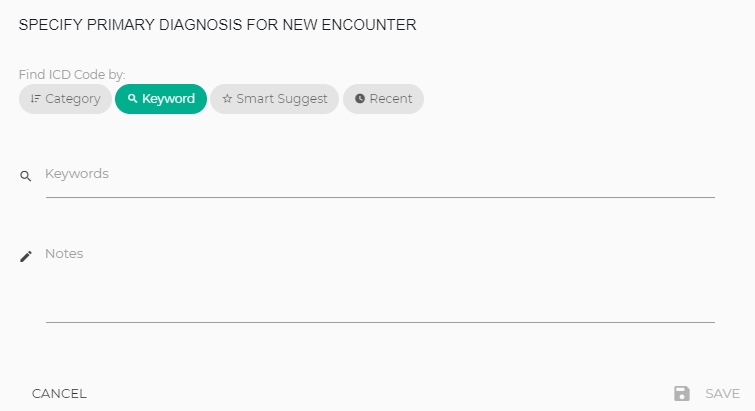 SPECIFY PRIMARY DIAGNOSIS FOR NEW ENCOUNTER
Find ICD Code by:
Category Keyword Smart Suggest Recent
Keywords
Notes
CANCEL SAVE